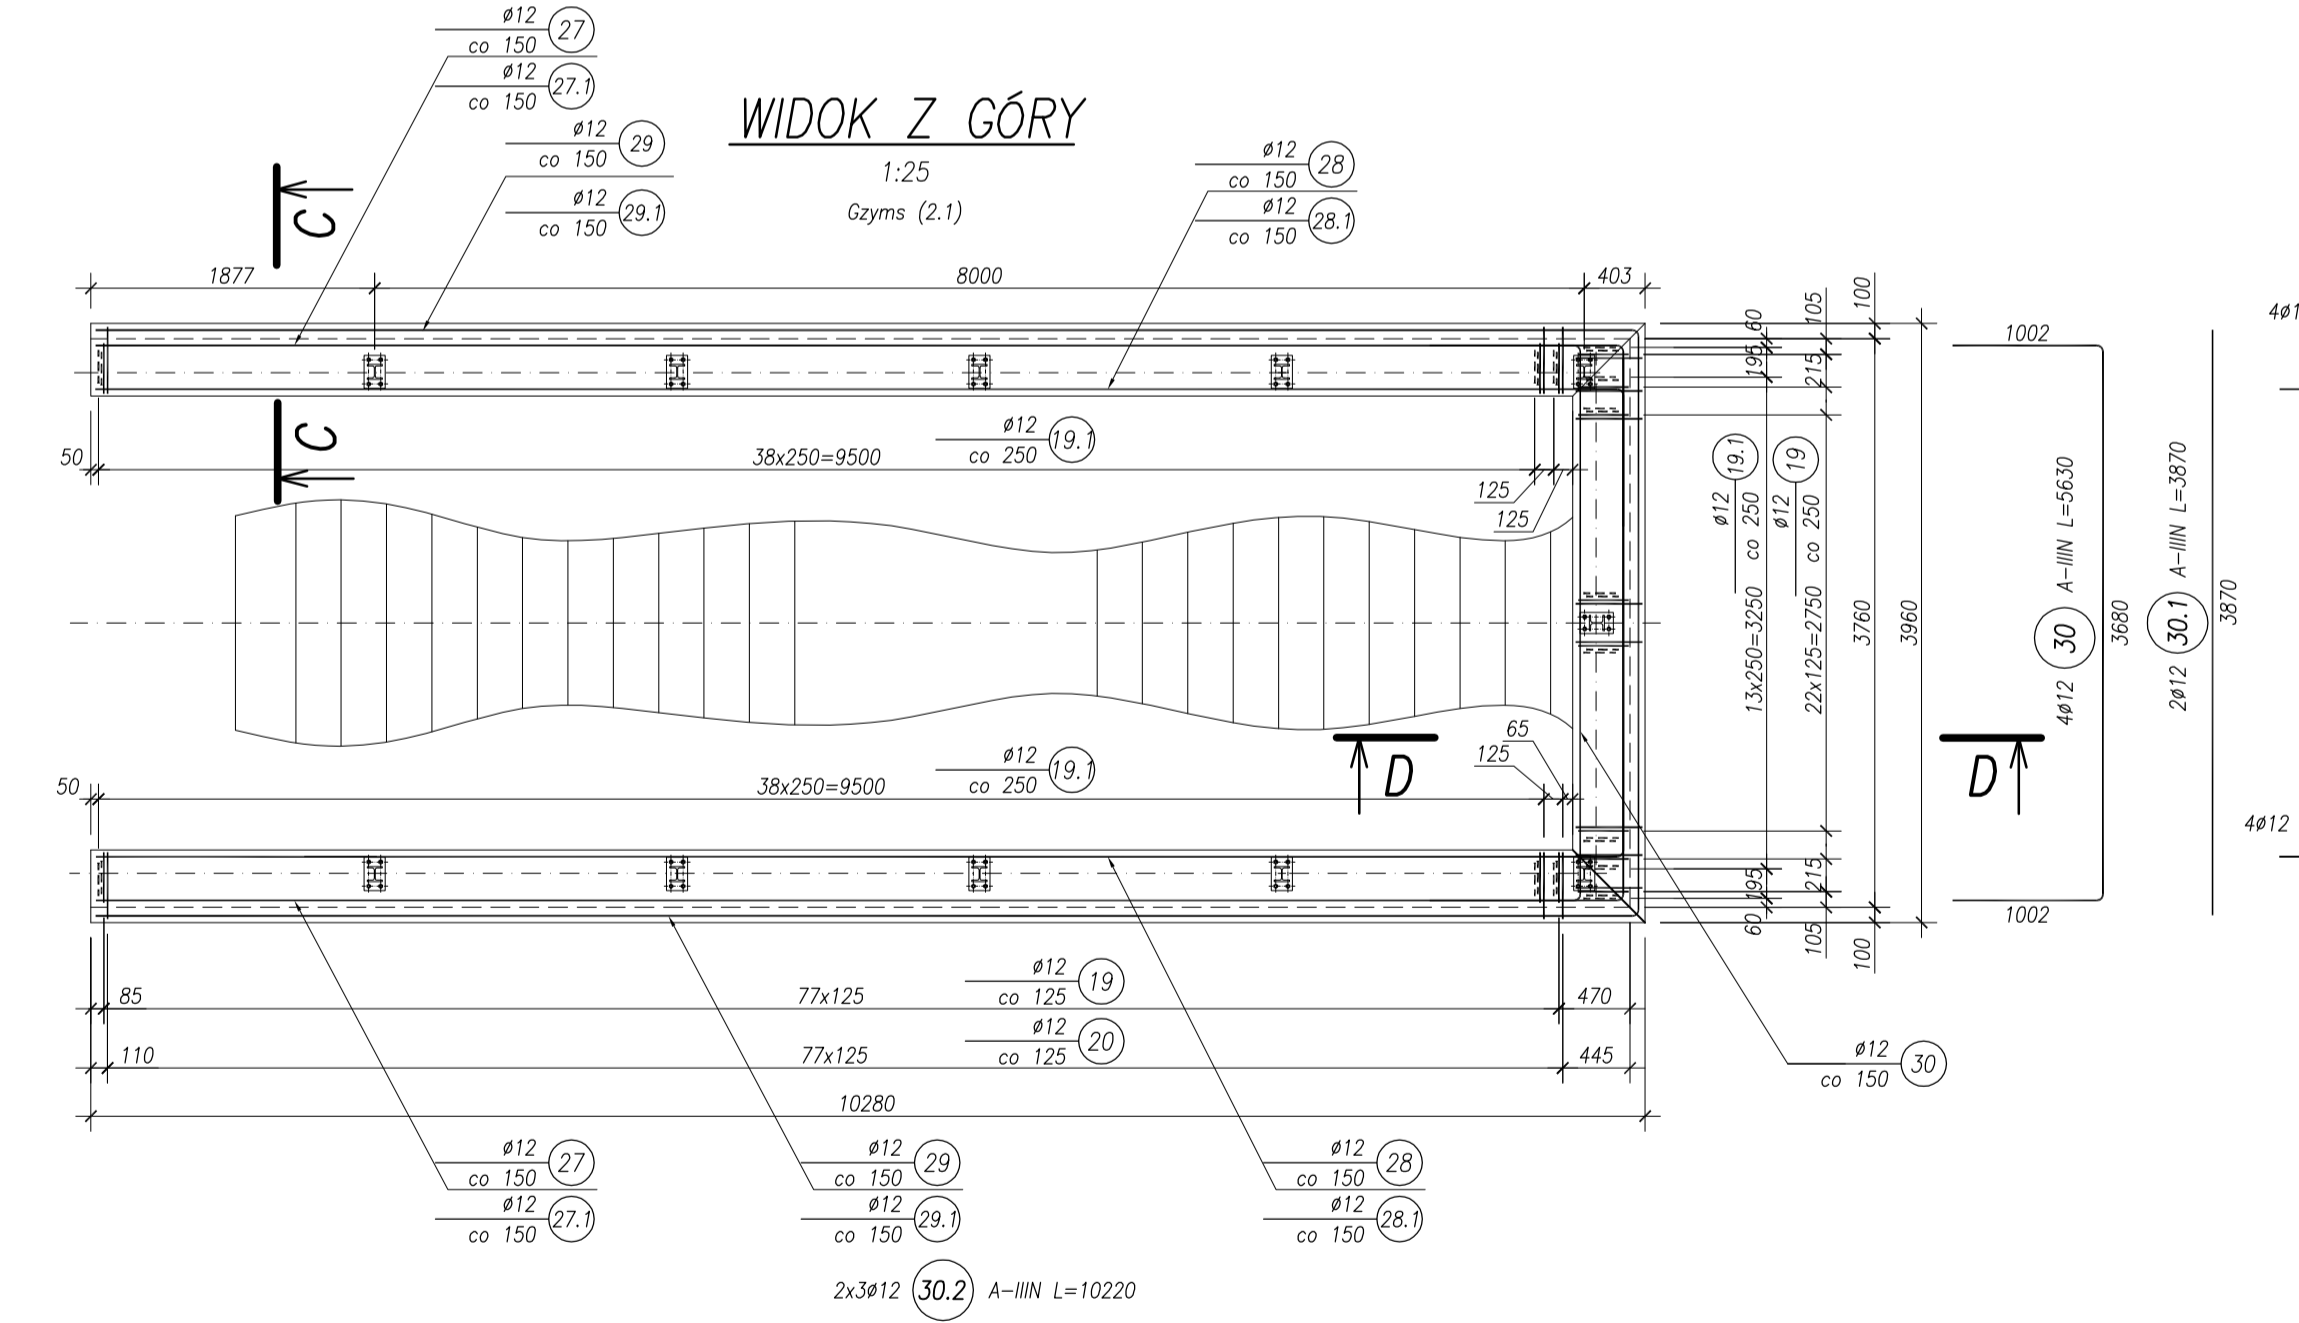 ø12
co 150
27
ø12
co 150
27.1
ø12
co 150
29
ø12
co 150
29.1
WIDOK Z GÓRY
1:25
Gzyms (2.1)
ø12
co 150
28
ø12
co 150
28.1
C
1877
8000
403
C
50
38x250=9500
ø12
co 250
19.1
125
125
60
195
105
215
100
ø12
19.1
13x250=3250 co 250
ø12
19
22x125=2750 co 250
3760
3960
195
60
215
105
100
1002
4ø12 30 A-IIIN L=5630
3680
1002
2ø12 30.1 A-IIIN L=3870
3870
4ø1
4ø12
50
38x250=9500
ø12
co 250
19.1
125
65
D
D
85
77x125
ø12
co 125
19
470
110
77x125
ø12
co 125
20
445
10280
ø12
co 150
30
ø12
co 150
27
ø12
co 150
27.1
ø12
co 150
29
ø12
co 150
29.1
ø12
co 150
28
ø12
co 150
28.1
2x3ø12 30.2 A-IIIN L=10220